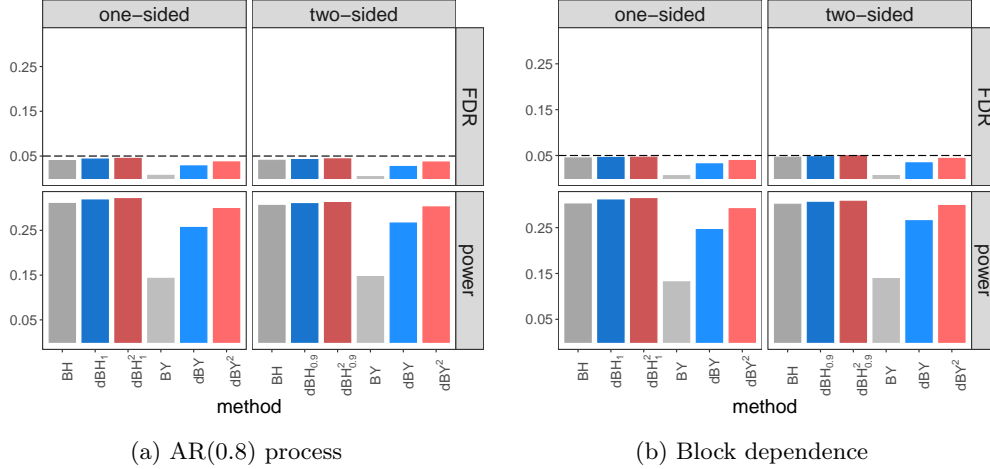 one-sided two-sided
0.25
0.15
0.05
FDR
0.25
0.15
0.05
power
BH dBH₁ dBH²₁ BY dBY dBY² BH dBH₀.₉ dBH²₀.₉ BY dBY dBY²
method
(a) AR(0.8) process
one-sided two-sided
0.25
0.15
0.05
FDR
0.25
0.15
0.05
power
BH dBH₀.₉ dBH²₁ BY dBY dBY² BH dBH₀.₉ dBH²₀.₉ BY dBY dBY²
method
(b) Block dependence